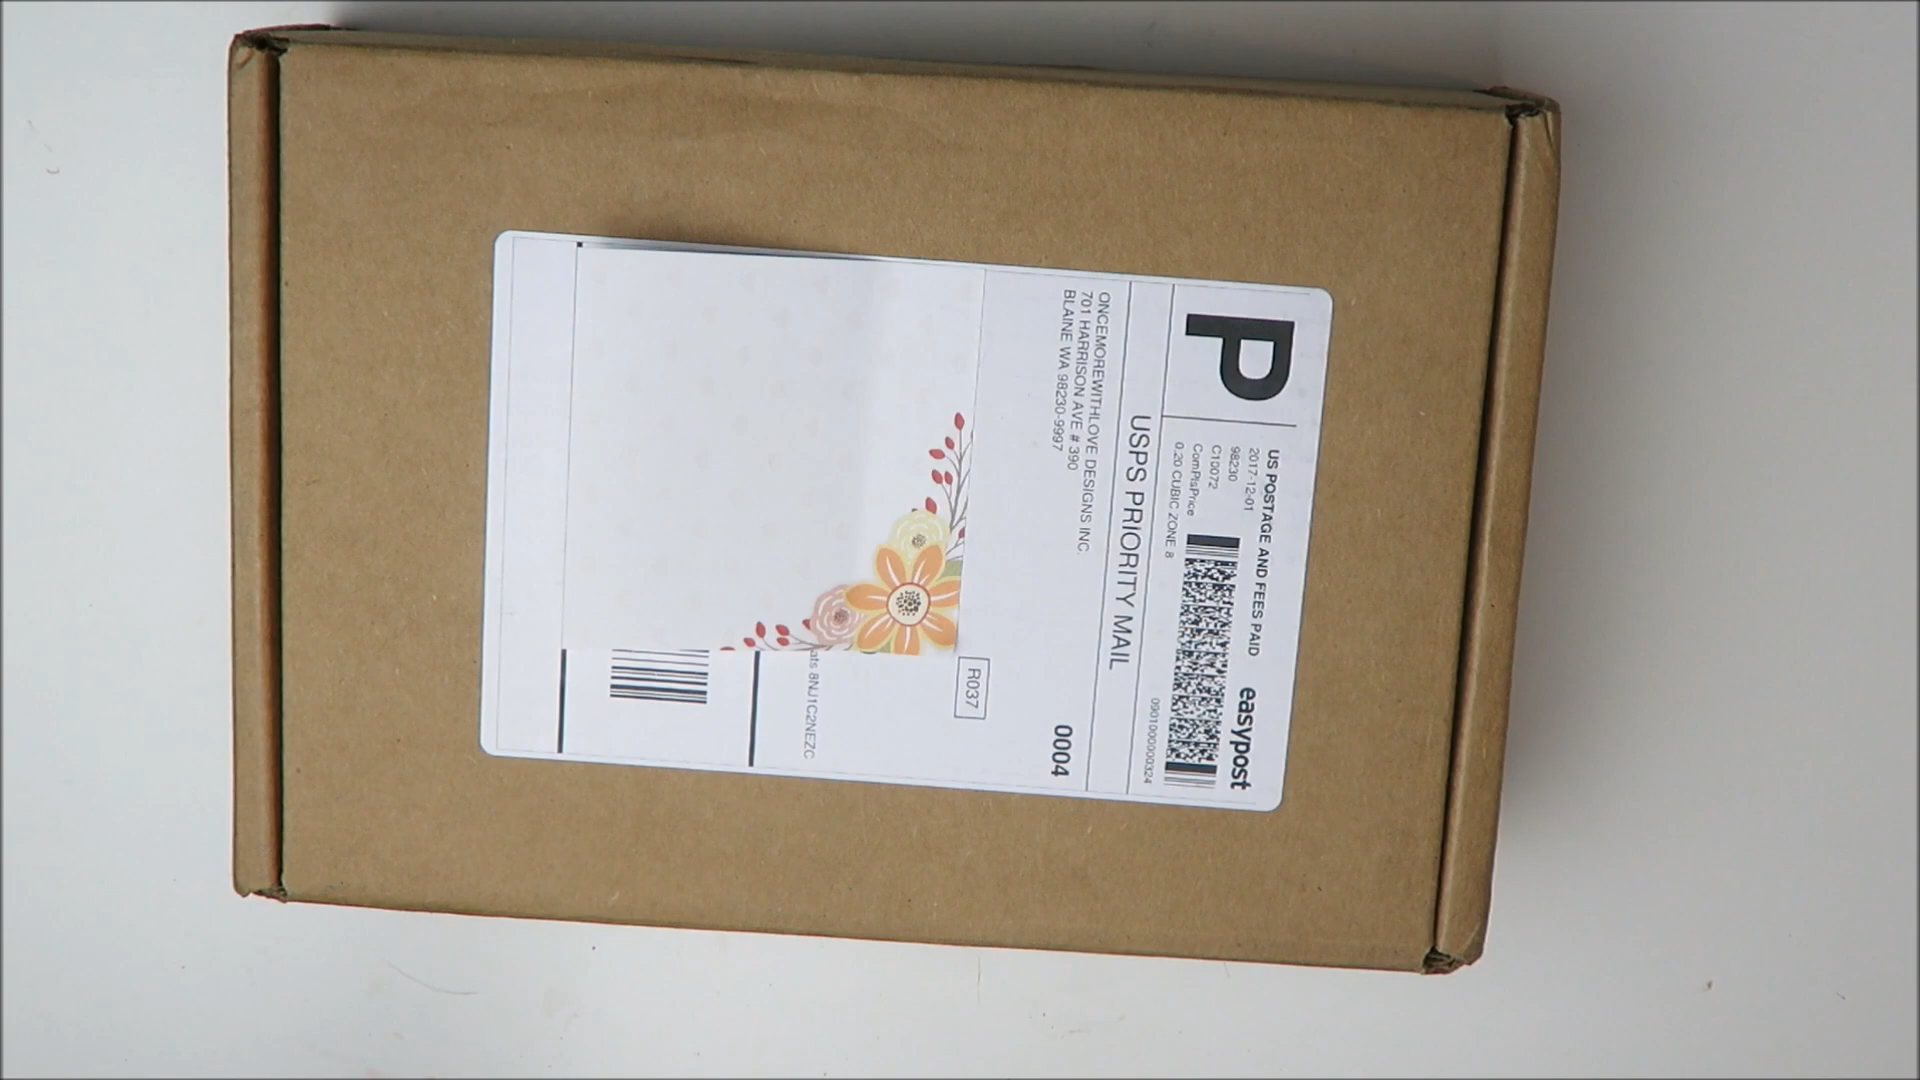 P
US POSTAGE AND FEES PAID
2017-12-01
98230
C10072
ComPlsPrice
0.20 CUBIC ZONE 8
easypost
0901000000324
USPS PRIORITY MAIL
ONCEMOREWITHLOVE DESIGNS INC.
701 HARRISON AVE # 390
BLAINE WA 98230-9997
0004
R037
ats 8NJ1C2NEZC